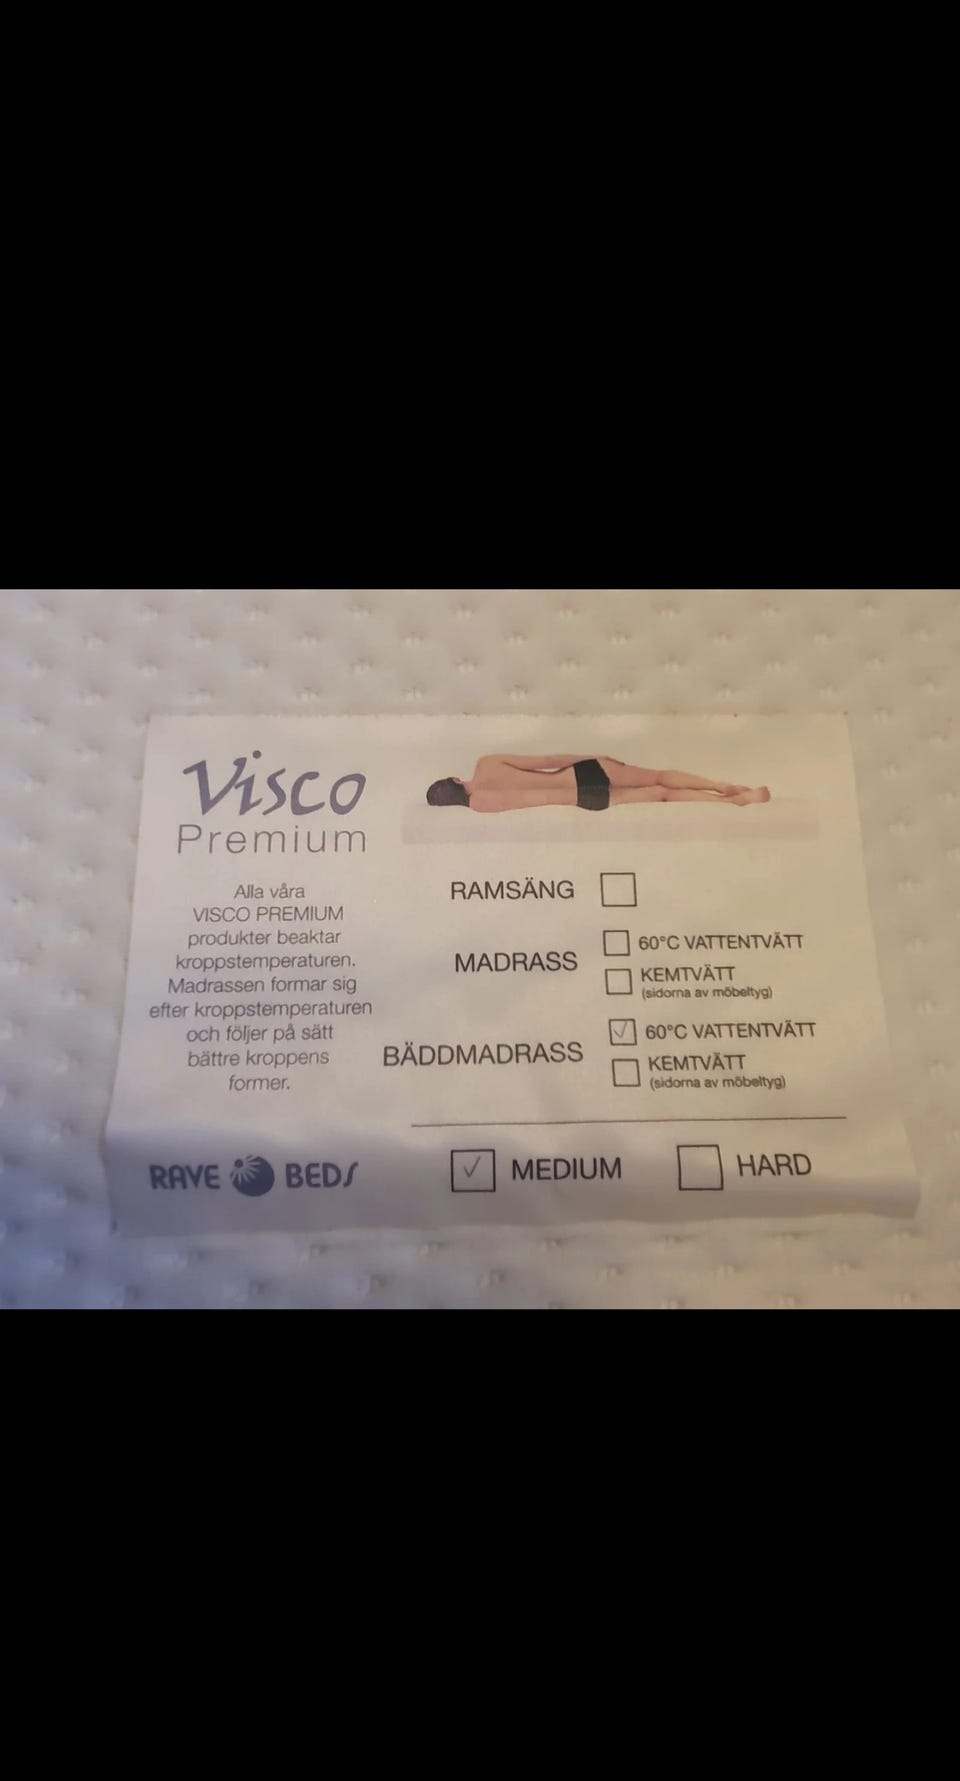 Visco
Premium
Alla våra
VISCO PREMIUM
produkter beaktar
kroppstemperaturen.
Madrassen formar sig
efter kroppstemperaturen
och följer på sätt
bättre kroppens
former.
RAVE BEDS
RAMSÄNG
MADRASS
60°C VATTENTVÄTT
KEMTVÄTT
(sidorna av möbeltyg)
BÄDDMADRASS
60°C VATTENTVÄTT
KEMTVÄTT
(sidorna av möbeltyg)
MEDIUM HARD